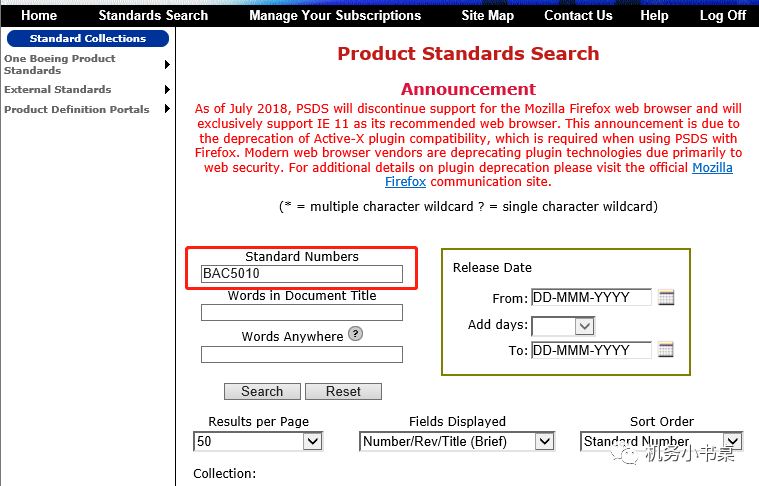 Home Standards Search Manage Your Subscriptions Site Map Contact Us Help Log Off
Standard Collections
One Boeing Product
Standards
External Standards
Product Definition Portals
Product Standards Search
Announcement
As of July 2018, PSDS will discontinue support for the Mozilla Firefox web browser and will
exclusively support IE 11 as its recommended web browser. This announcement is due to
the deprecation of Active-X plugin compatibility, which is required when using PSDS with
Firefox. Modern web browser vendors are deprecating plugin technologies due primarily to
web security. For additional details on plugin deprecation please visit the official Mozilla
Firefox communication site.
(* = multiple character wildcard ? = single character wildcard)
Standard Numbers
BAC5010
Words in Document Title
Words Anywhere ?
Search Reset
Release Date
From: DD-MMM-YYYY
Add days:
To: DD-MMM-YYYY
Results per Page
50
Fields Displayed
Number/Rev/Title (Brief)
Sort Order
Standard Number
Collection:
机务小书桌